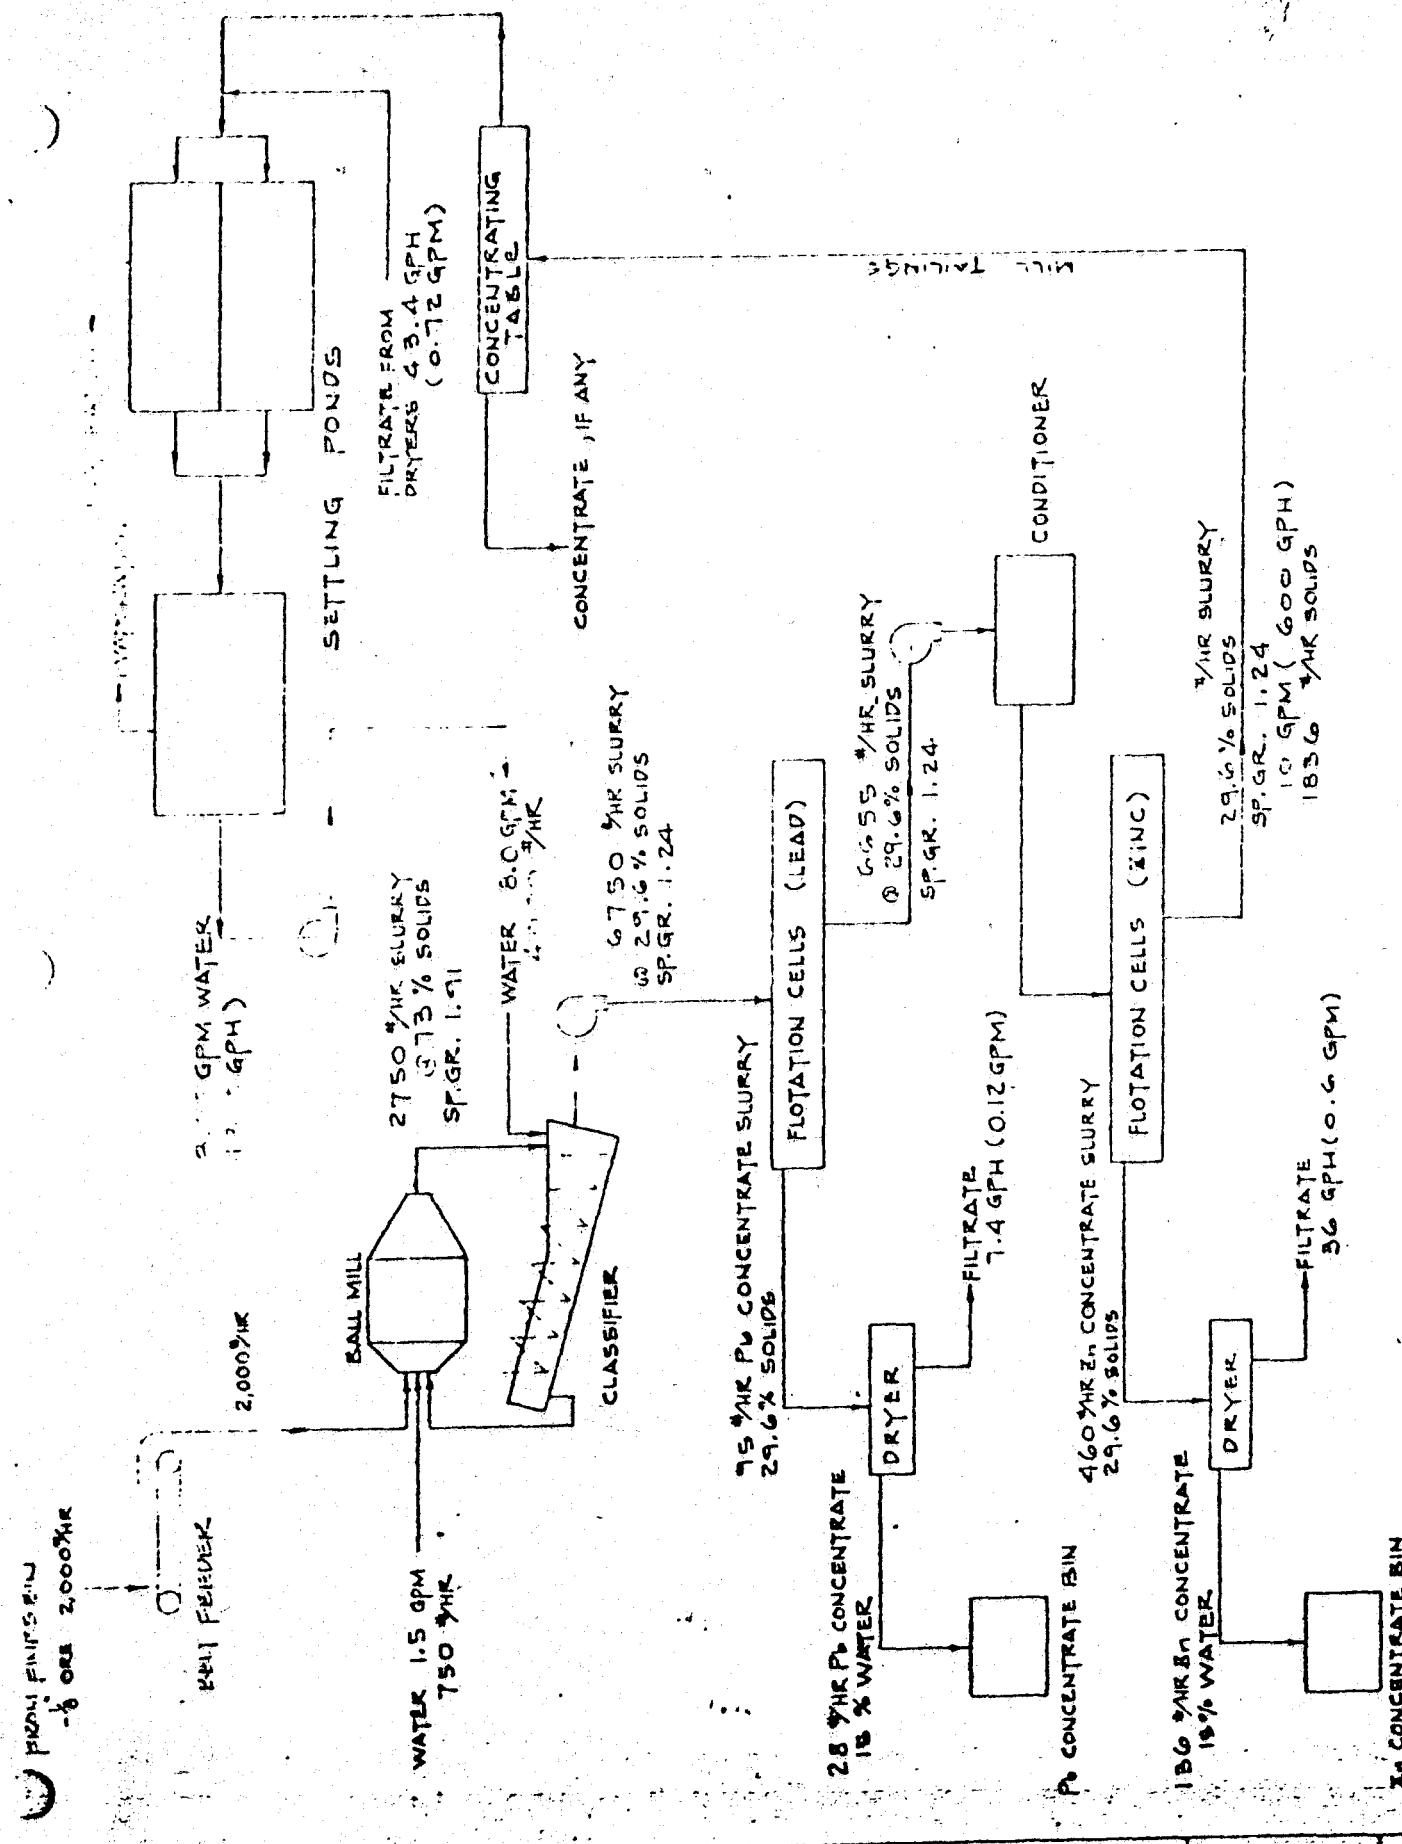 FROM FINES BIN
-⅛" ORE 2,000#/HR
BELT FEEDER
2,000#/HR
WATER 1.5 GPM
750 #/HR
BALL MILL
2750 #/HR SLURRY
@ 73% SOLIDS
SP.GR. 1.91
WATER 8.0 GPM
#/HR
CLASSIFIER
6750 #/HR SLURRY
@ 29.6% SOLIDS
SP.GR. 1.24
GPM WATER
GPH)
SETTLING PONDS
FILTRATE FROM
DRYERS 43.4 GPH
(0.72 GPM)
CONCENTRATING
TABLE
CONCENTRATE, IF ANY
MILL TAILINGS
FLOTATION CELLS (LEAD)
6655 #/HR SLURRY
@ 29.6% SOLIDS
SP.GR. 1.24
CONDITIONER
95 #/HR Pb CONCENTRATE SLURRY
29.6% SOLIDS
DRYER
FILTRATE
7.4 GPH (0.12 GPM)
28 #/HR Pb CONCENTRATE
18 % WATER
Pb CONCENTRATE BIN
FLOTATION CELLS (ZINC)
#/HR SLURRY
29.6% SOLIDS
SP.GR. 1.24
10 GPM (600 GPH)
1836 #/HR SOLIDS
460 #/HR Zn CONCENTRATE SLURRY
29.6% SOLIDS
DRYER
FILTRATE
36 GPH (0.6 GPM)
136 #/HR Zn CONCENTRATE
18% WATER
Zn CONCENTRATE BIN